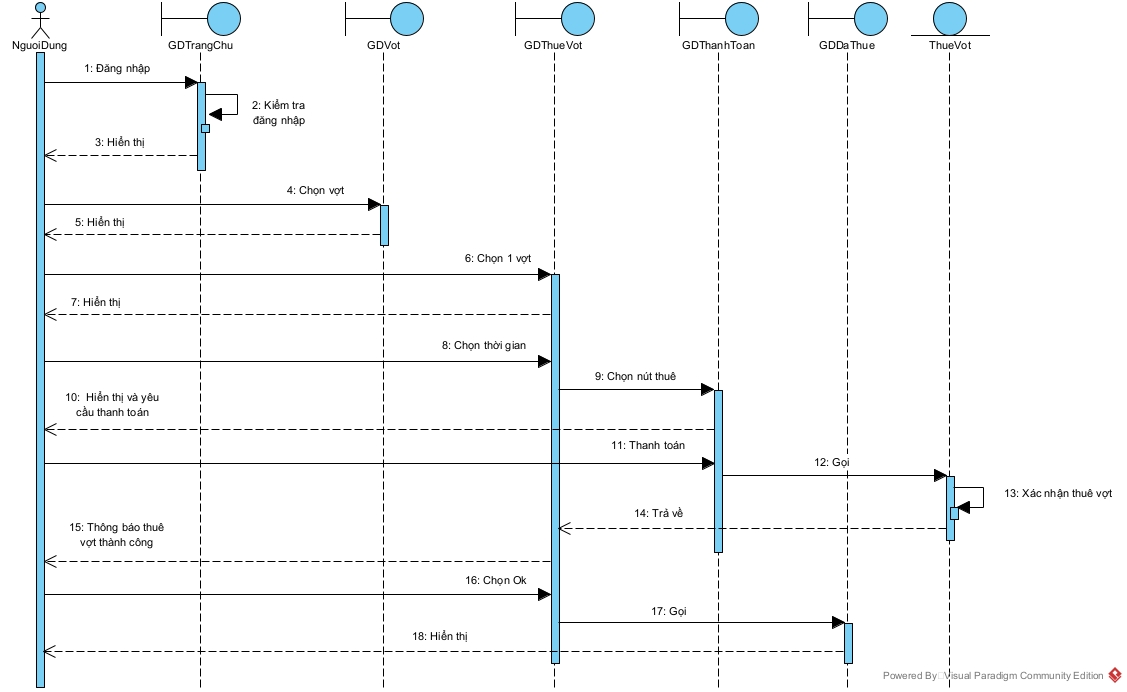 NguoiDung
GDTrangChu
GDVot
GDThueVot
GDThanhToan
GDDaThue
ThueVot
1: Đăng nhập
2: Kiểm tra
đăng nhập
3: Hiển thị
4: Chọn vợt
5: Hiển thị
6: Chọn 1 vợt
7: Hiển thị
8: Chọn thời gian
9: Chọn nút thuê
10: Hiển thị và yêu
cầu thanh toán
11: Thanh toán
12: Gọi
13: Xác nhận thuê vợt
14: Trả về
15: Thông báo thuê
vợt thành công
16: Chọn Ok
17: Gọi
18: Hiển thị
Powered By Visual Paradigm Community Edition